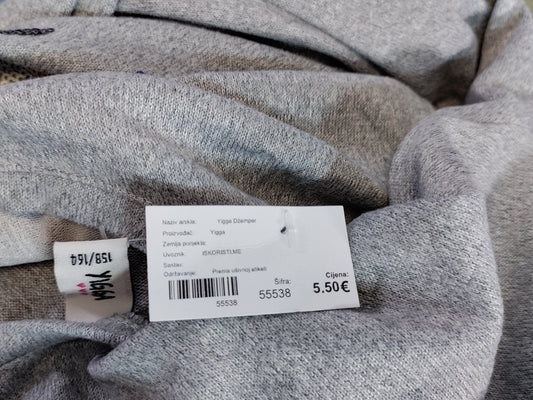 Naziv artikla: Yigga Džemper
Proizvođač: Yigga
Zemlja porijekla:
Uvoznik: ISKORISTI.ME
Sastav:
Održavanje: Prema ušivnoj etiketi
55538
Šifra:
55538
Cijena:
5.50€
158/164
YIGGA